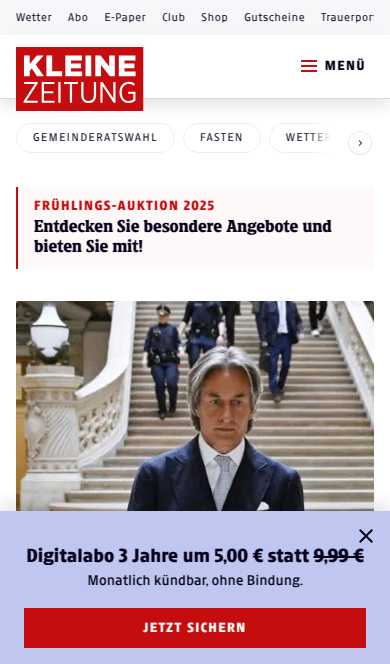 Wetter Abo E-Paper Club Shop Gutscheine
KLEINE
ZEITUNG
MENÜ
GEMEINDERATSWAHL FASTEN WETTER
FRÜHLINGS-AUKTION 2025
Entdecken Sie besondere Angebote und
bieten Sie mit!
Digitalabo 3 Jahre um 5,00 € statt 9,99 €
Monatlich kündbar, ohne Bindung.
JETZT SICHERN